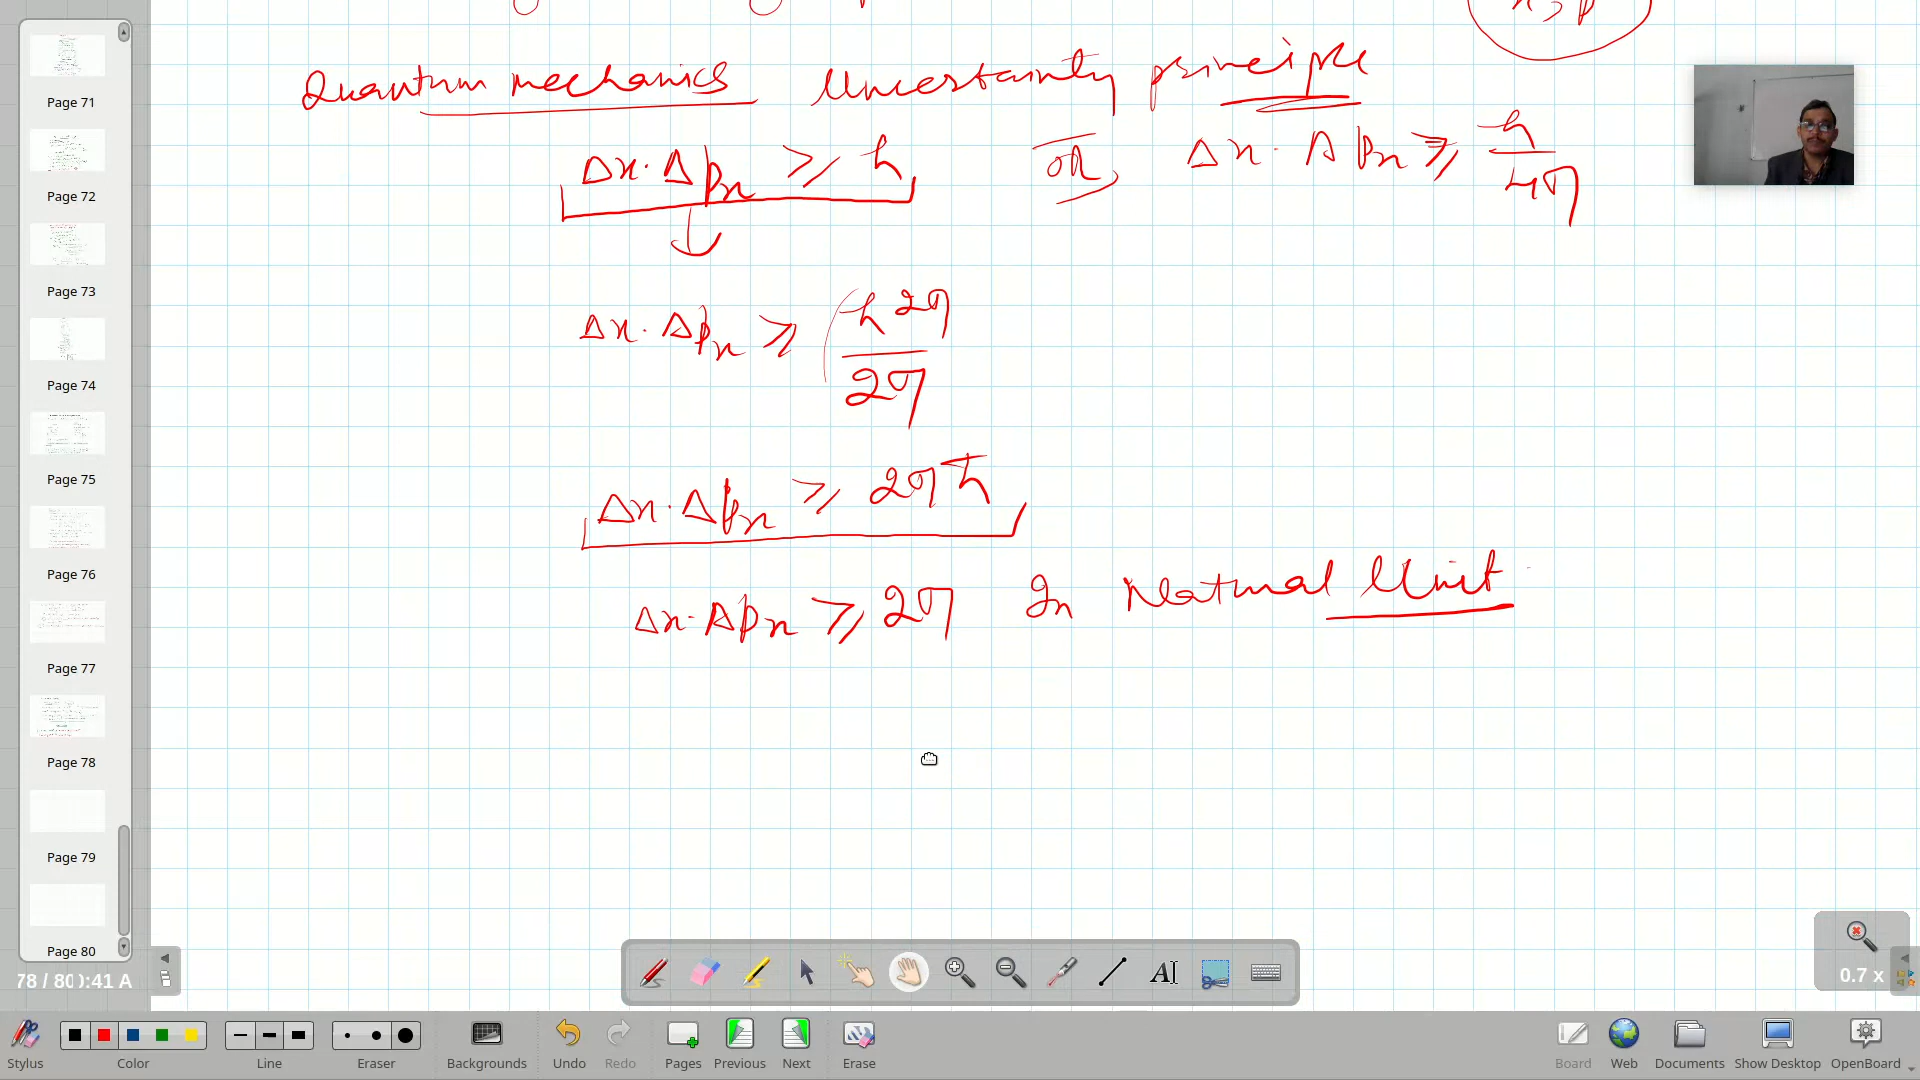 x, p
Quantum mechanics Uncertainty principle
Δx·Δpx ≥ h or, Δx·Δpx ≥ h/4π
Δx·Δpx ≥ (h 2π/2π
Δx·Δpx ≥ 2πħ
Δx·Δpx ≥ 2π In Natural Unit
Page 71
Page 72
Page 73
Page 74
Page 75
Page 76
Page 77
Page 78
Page 79
Page 80
78 / 80
:41 A
0.7 x
Stylus
Color
Line
Eraser
Backgrounds
Undo
Redo
Pages
Previous
Next
Erase
Board
Web
Documents
Show Desktop
OpenBoard